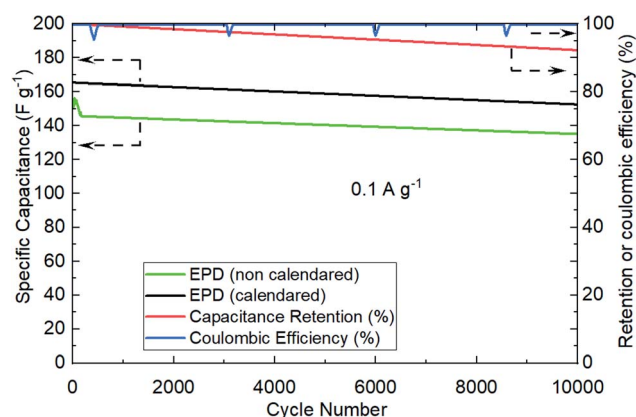 200
180
160
140
120
100
80
60
40
20
0
Specific Capacitance (F g⁻¹)
100
80
60
40
20
0
Retention or coulombic efficiency (%)
0.1 A g⁻¹
EPD (non calendared)
EPD (calendared)
Capacitance Retention (%)
Coulombic Efficiency (%)
0 2000 4000 6000 8000 10000
Cycle Number